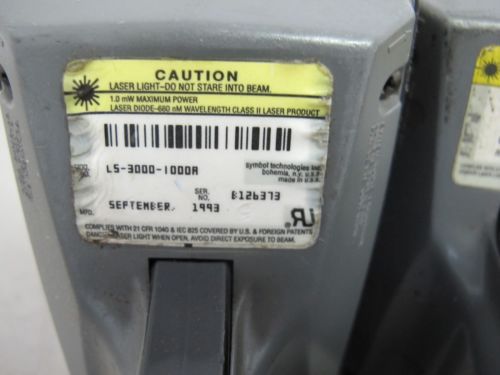 CAUTION
LASER LIGHT-DO NOT STARE INTO BEAM.
1.0 mW MAXIMUM POWER
LASER DIODE-680 nM WAVELENGTH CLASS II LASER PRODUCT
LS-3000-1000A
symbol technologies inc.
bohemia, n.y. u.s.a.
made in u.s.a.
SER. NO. B126373
MFG. SEPTEMBER 1993
COMPLIES WITH 21 CFR 1040 & IEC 825 COVERED BY U.S. & FOREIGN PATENTS
DANGER-LASER LIGHT WHEN OPEN. AVOID DIRECT EXPOSURE TO BEAM.